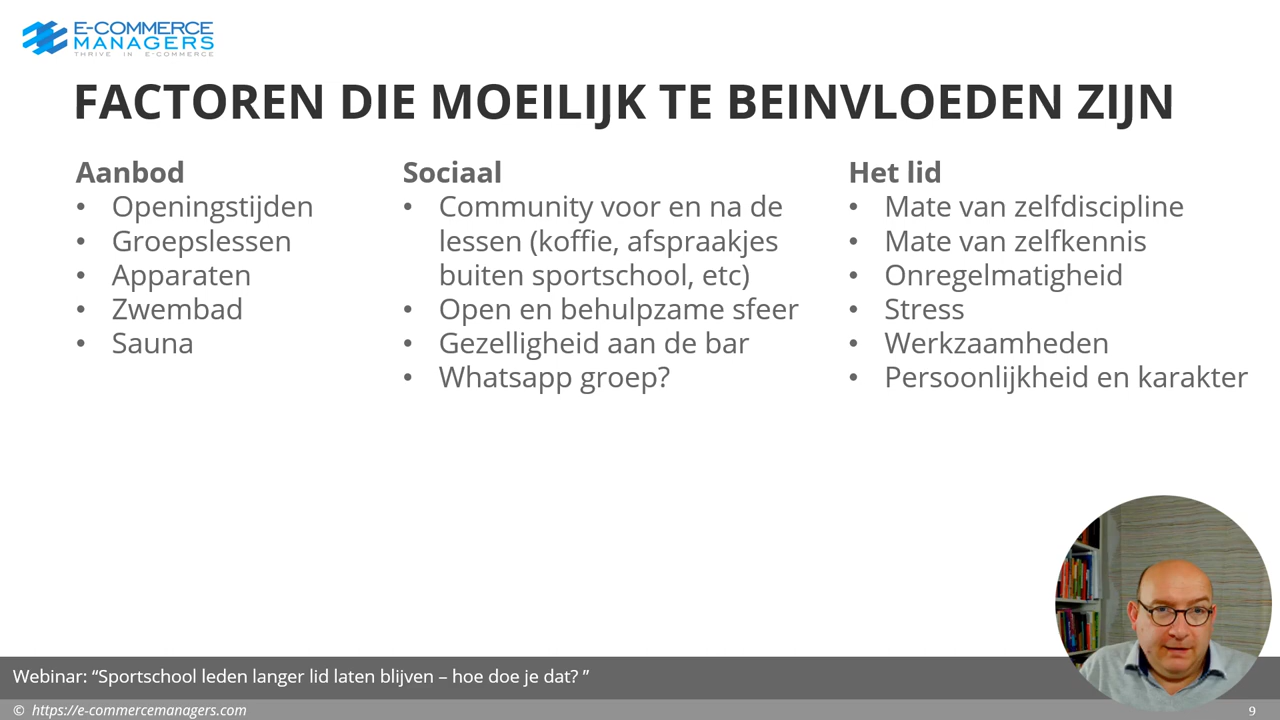 E-COMMERCE
MANAGERS
THRIVE IN E-COMMERCE
FACTOREN DIE MOEILIJK TE BEINVLOEDEN ZIJN
Aanbod
• Openingstijden
• Groepslessen
• Apparaten
• Zwembad
• Sauna
Sociaal
• Community voor en na de
lessen (koffie, afspraakjes
buiten sportschool, etc)
• Open en behulpzame sfeer
• Gezelligheid aan de bar
• Whatsapp groep?
Het lid
• Mate van zelfdiscipline
• Mate van zelfkennis
• Onregelmatigheid
• Stress
• Werkzaamheden
• Persoonlijkheid en karakter
Webinar: “Sportschool leden langer lid laten blijven – hoe doe je dat? ”
© https://e-commercemanagers.com
9